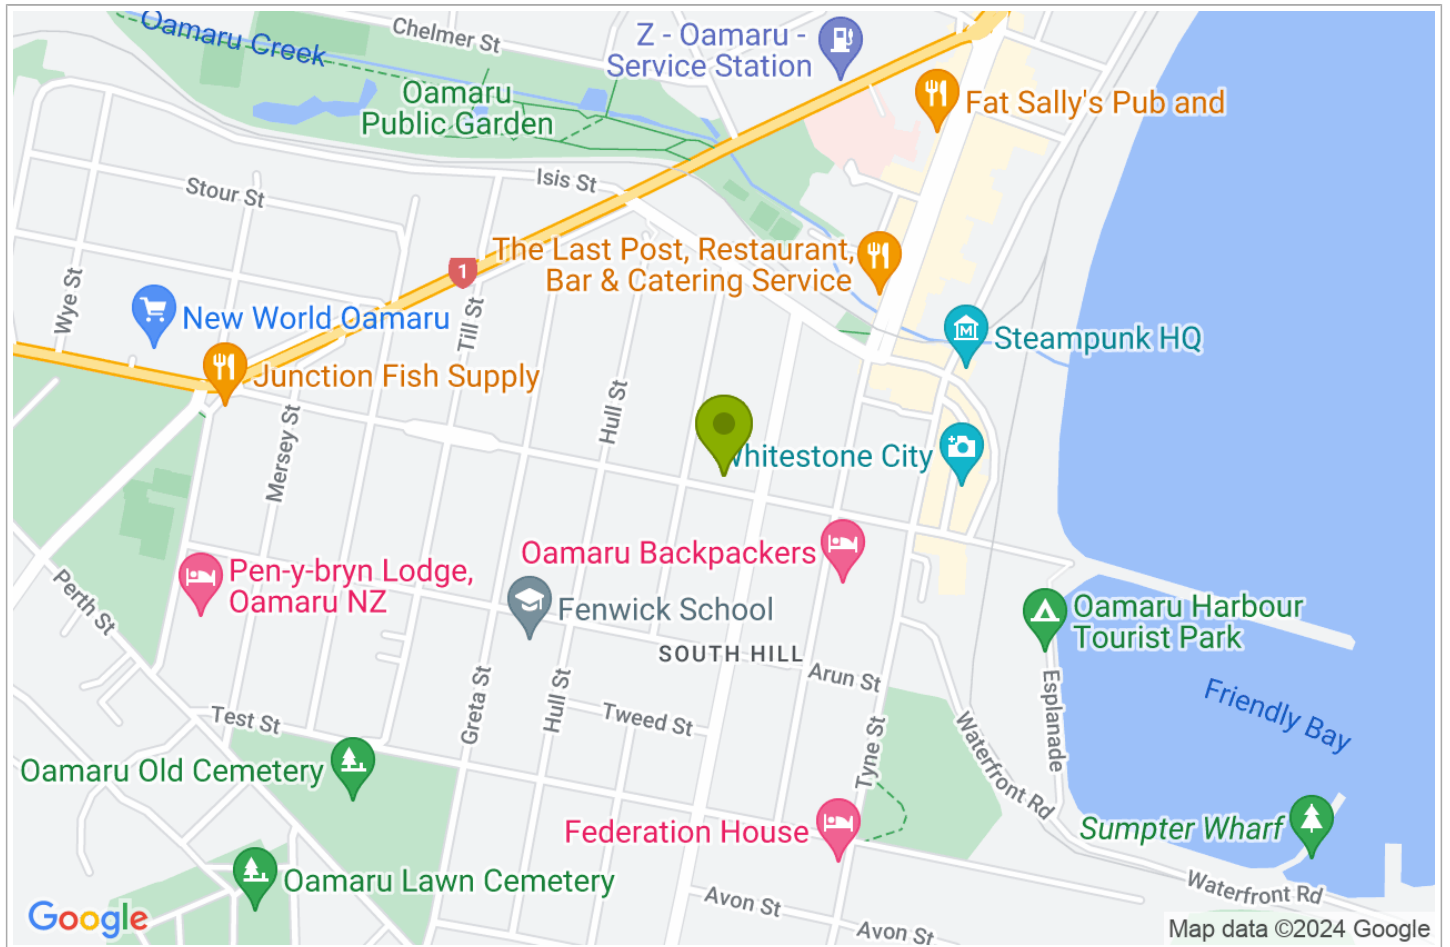 Oamaru Creek
Chelmer St
Z - Oamaru -
Service Station
Oamaru
Public Garden
Fat Sally's Pub and
Stour St
Isis St
The Last Post, Restaurant,
Bar & Catering Service
1
Wye St
New World Oamaru
Till St
Steampunk HQ
Junction Fish Supply
Hull St
Mersey St
Whitestone City
Oamaru Backpackers
Pen-y-bryn Lodge,
Oamaru NZ
Perth St
Fenwick School
Oamaru Harbour
Tourist Park
SOUTH HILL
Arun St
Esplanade
Friendly Bay
Greta St
Hull St
Test St
Tweed St
Tyne St
Waterfront Rd
Oamaru Old Cemetery
Federation House
Sumpter Wharf
Oamaru Lawn Cemetery
Avon St
Waterfront Rd
Avon St
Google
Map data ©2024 Google